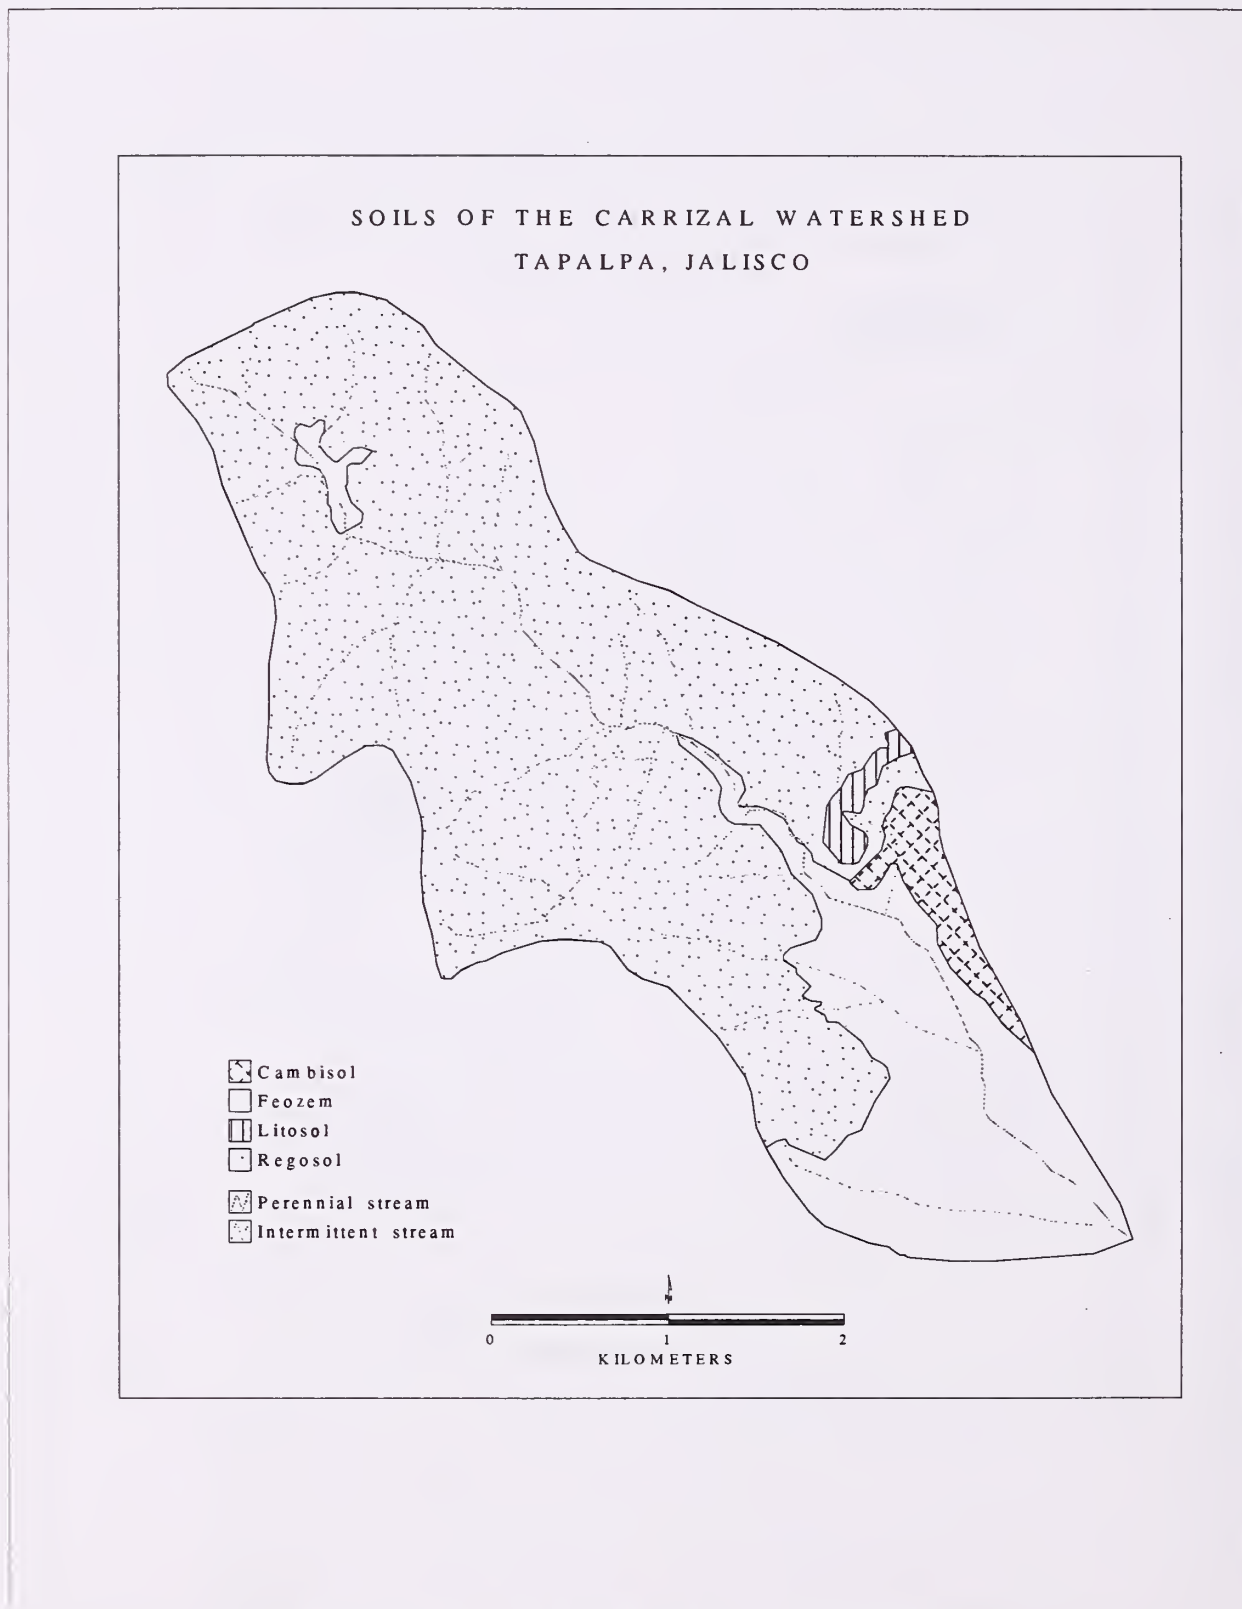 SOILS OF THE CARRIZAL WATERSHED
TAPALPA, JALISCO
Cambisol
Feozem
Litosol
Regosol
Perennial stream
Intermittent stream
0 1 2
KILOMETERS